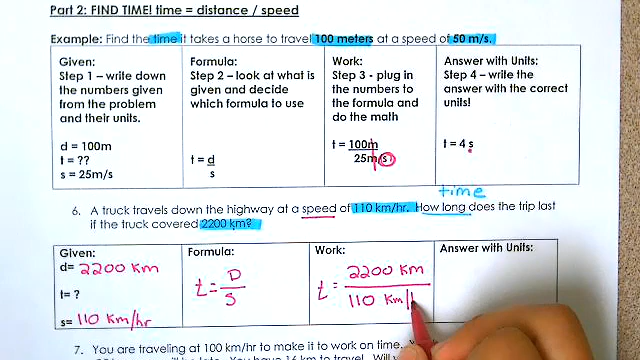 Part 2: FIND TIME! time = distance / speed
Example: Find the time it takes a horse to travel 100 meters at a speed of 50 m/s.
Given:
Step 1 – write down
the numbers given
from the problem
and their units.
d = 100m
t = ??
s = 25m/s
Formula:
Step 2 – look at what is
given and decide
which formula to use
t = d
s
Work:
Step 3 - plug in
the numbers to
the formula and
do the math
t = 100m
25m/s
Answer with Units:
Step 4 – write the
answer with the correct
units!
t = 4 s
time
6. A truck travels down the highway at a speed of 110 km/hr. How long does the trip last
if the truck covered 2200 km?
Given:
d= 2200 km
t= ?
s= 110 km/hr
Formula:
t = D
S
Work:
t = 2200 km
110 km/
Answer with Units:
7. You are traveling at 100 km/hr to make it to work on time.
You have 16 km to travel.